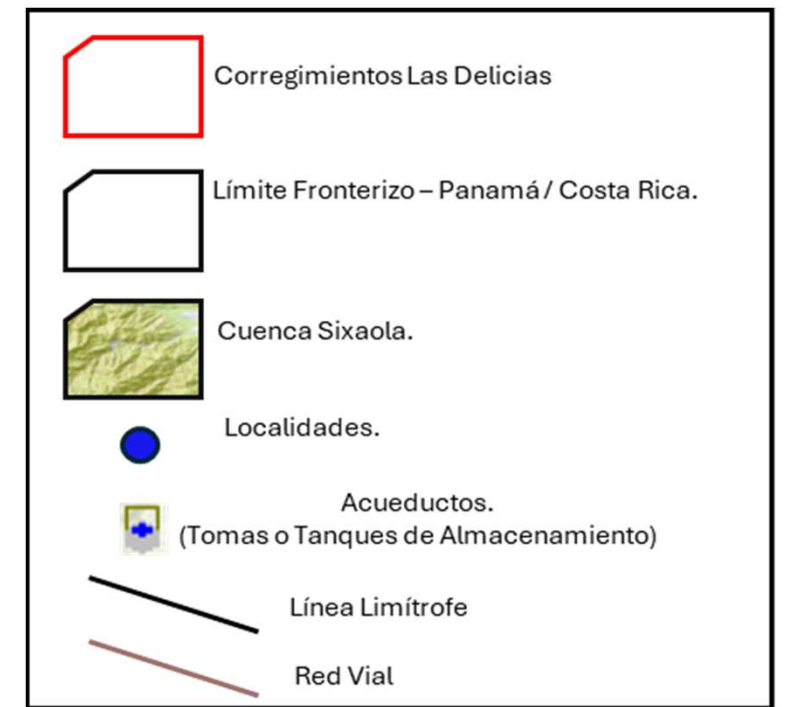 Corregimientos Las Delicias
Límite Fronterizo – Panamá / Costa Rica.
Cuenca Sixaola.
Localidades.
Acueductos.
(Tomas o Tanques de Almacenamiento)
Línea Limítrofe
Red Vial